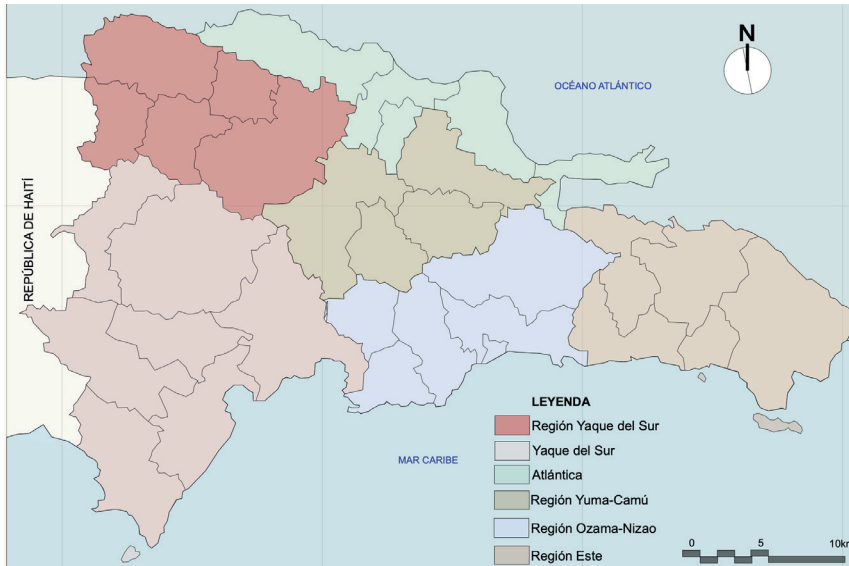 N
OCÉANO ATLÁNTICO
REPÚBLICA DE HAITÍ
MAR CARIBE
LEYENDA
Región Yaque del Sur
Yaque del Sur
Atlántica
Región Yuma-Camú
Región Ozama-Nizao
Región Este
0 5 10km